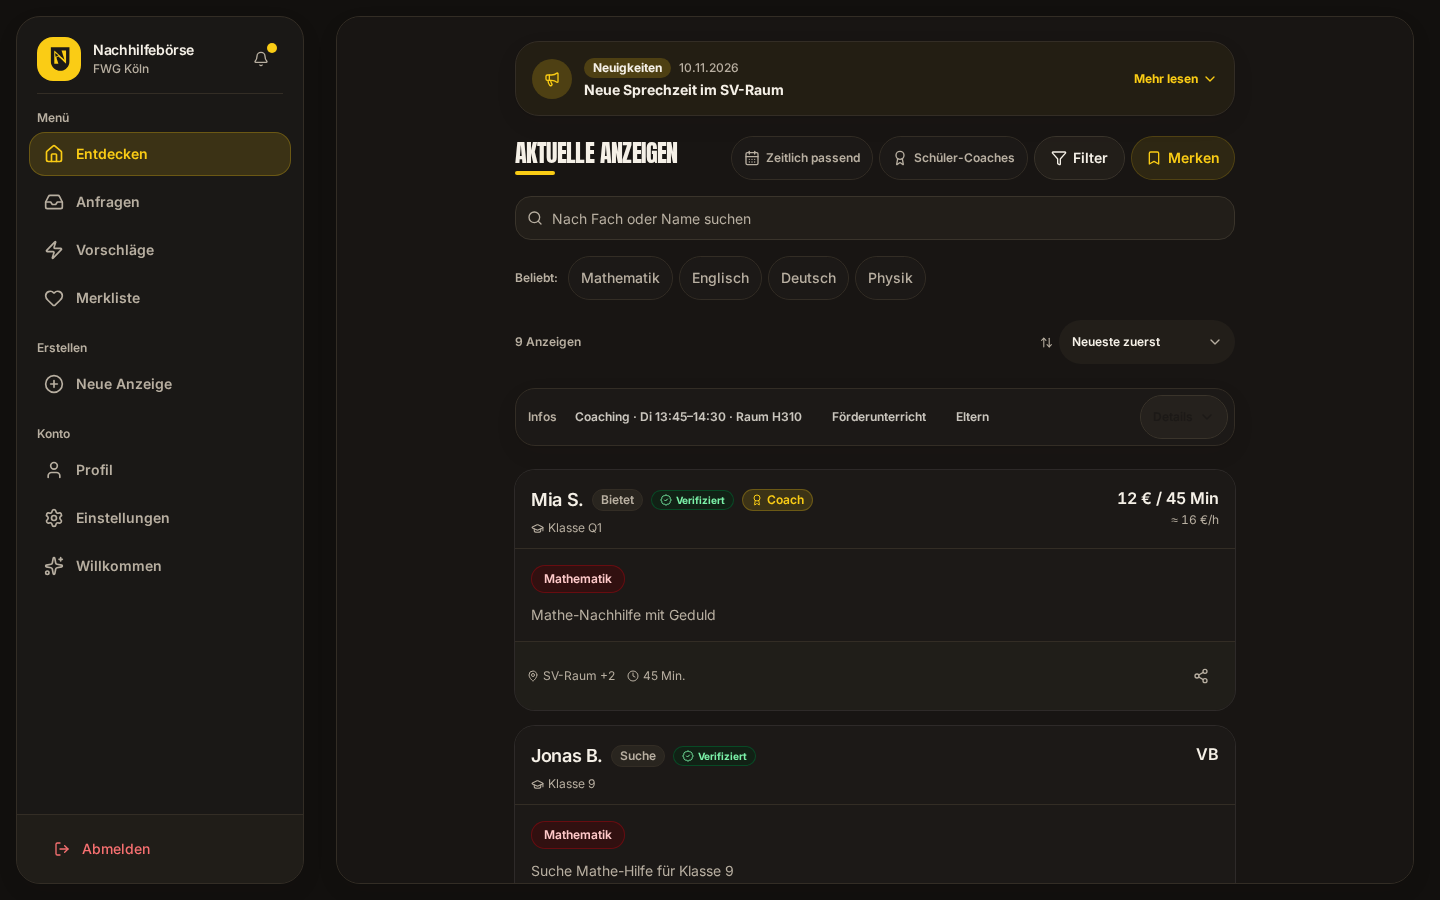 Nachhilfebörse
FWG Köln
Menü
Entdecken
Anfragen
Vorschläge
Merkliste
Erstellen
Neue Anzeige
Konto
Profil
Einstellungen
Willkommen
Abmelden
Neuigkeiten 10.11.2026
Neue Sprechzeit im SV-Raum
Mehr lesen
AKTUELLE ANZEIGEN
Zeitlich passend
Schüler-Coaches
Filter
Merken
Nach Fach oder Name suchen
Beliebt: Mathematik Englisch Deutsch Physik
9 Anzeigen
Neueste zuerst
Infos Coaching · Di 13:45–14:30 · Raum H310 Förderunterricht Eltern Details
Mia S. Bietet Verifiziert Coach 12 € / 45 Min
Klasse Q1 ≈ 16 €/h
Mathematik
Mathe-Nachhilfe mit Geduld
SV-Raum +2 45 Min.
Jonas B. Suche Verifiziert VB
Klasse 9
Mathematik
Suche Mathe-Hilfe für Klasse 9